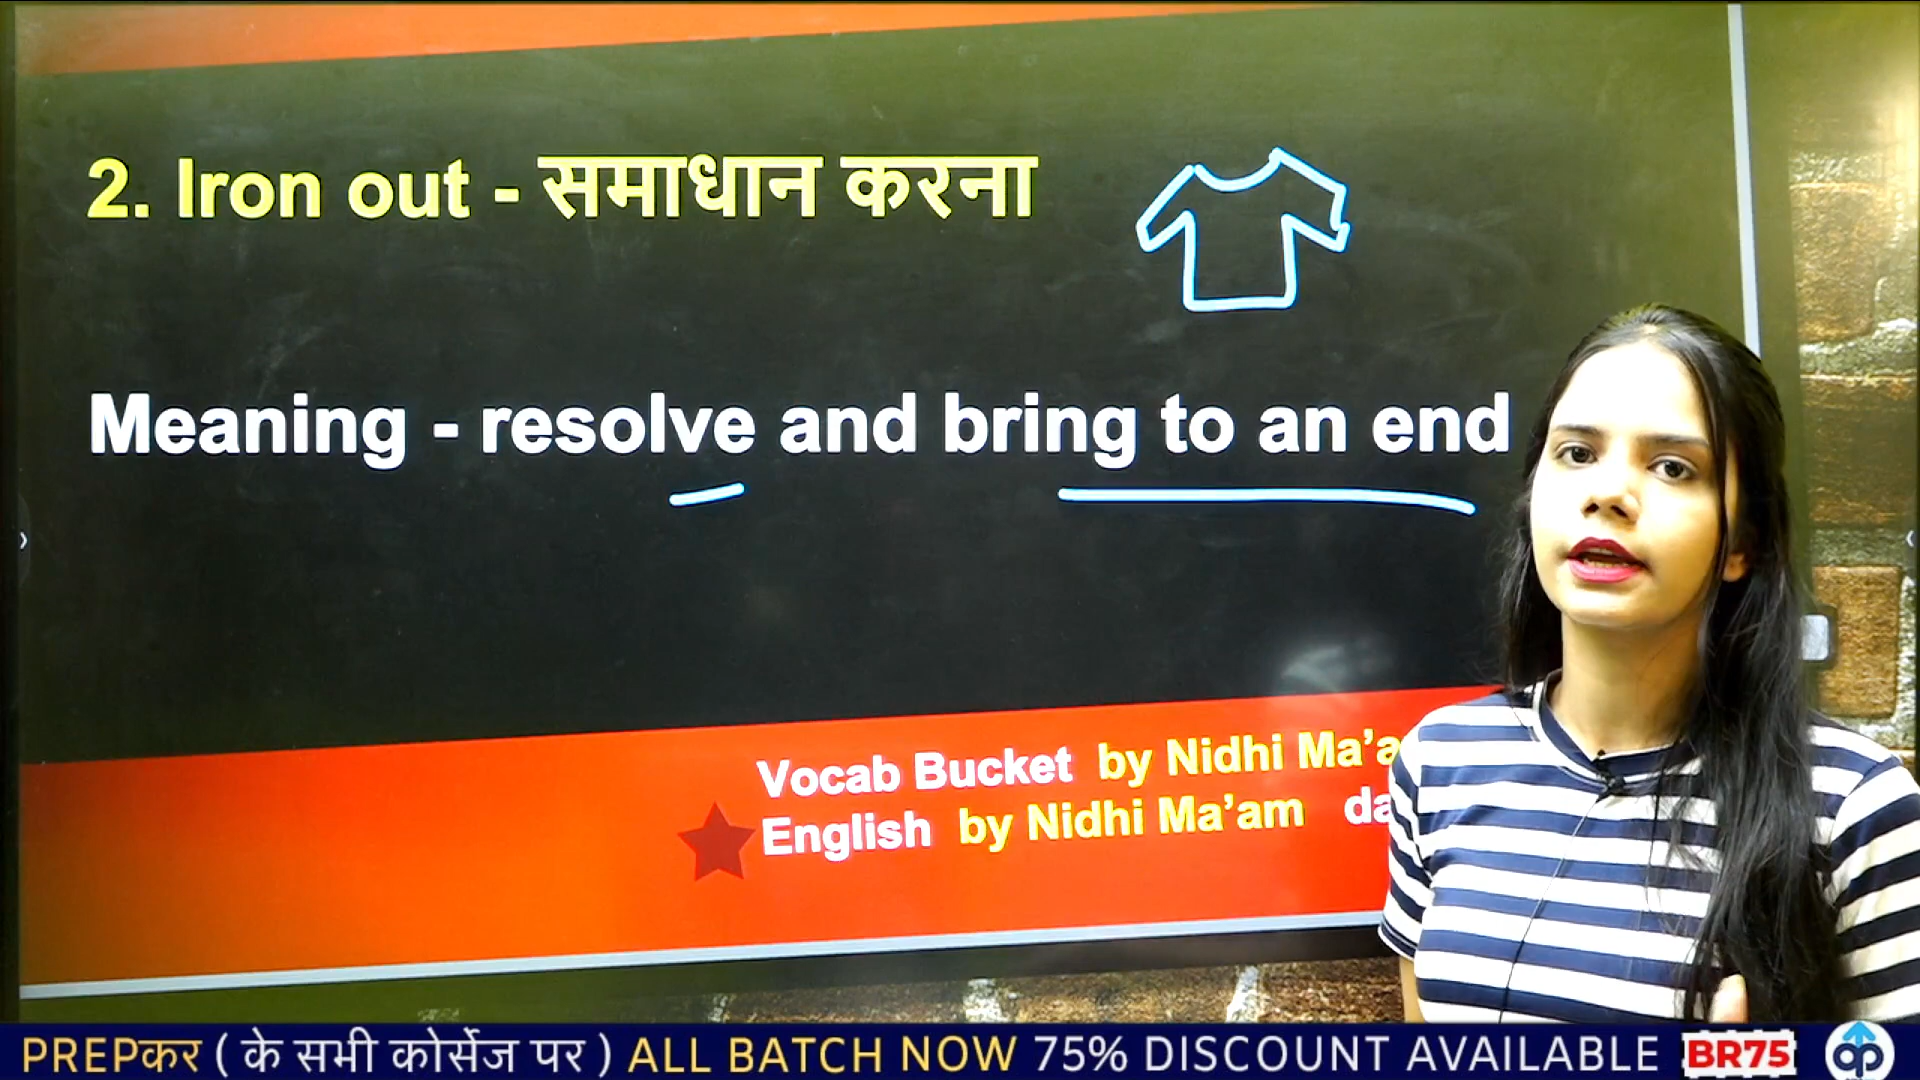 2. Iron out - समाधान करना
Meaning - resolve and bring to an end
Vocab Bucket by Nidhi Ma’a
English by Nidhi Ma’am da
PREPकर ( के सभी कोर्सेज पर ) ALL BATCH NOW 75% DISCOUNT AVAILABLE BR75